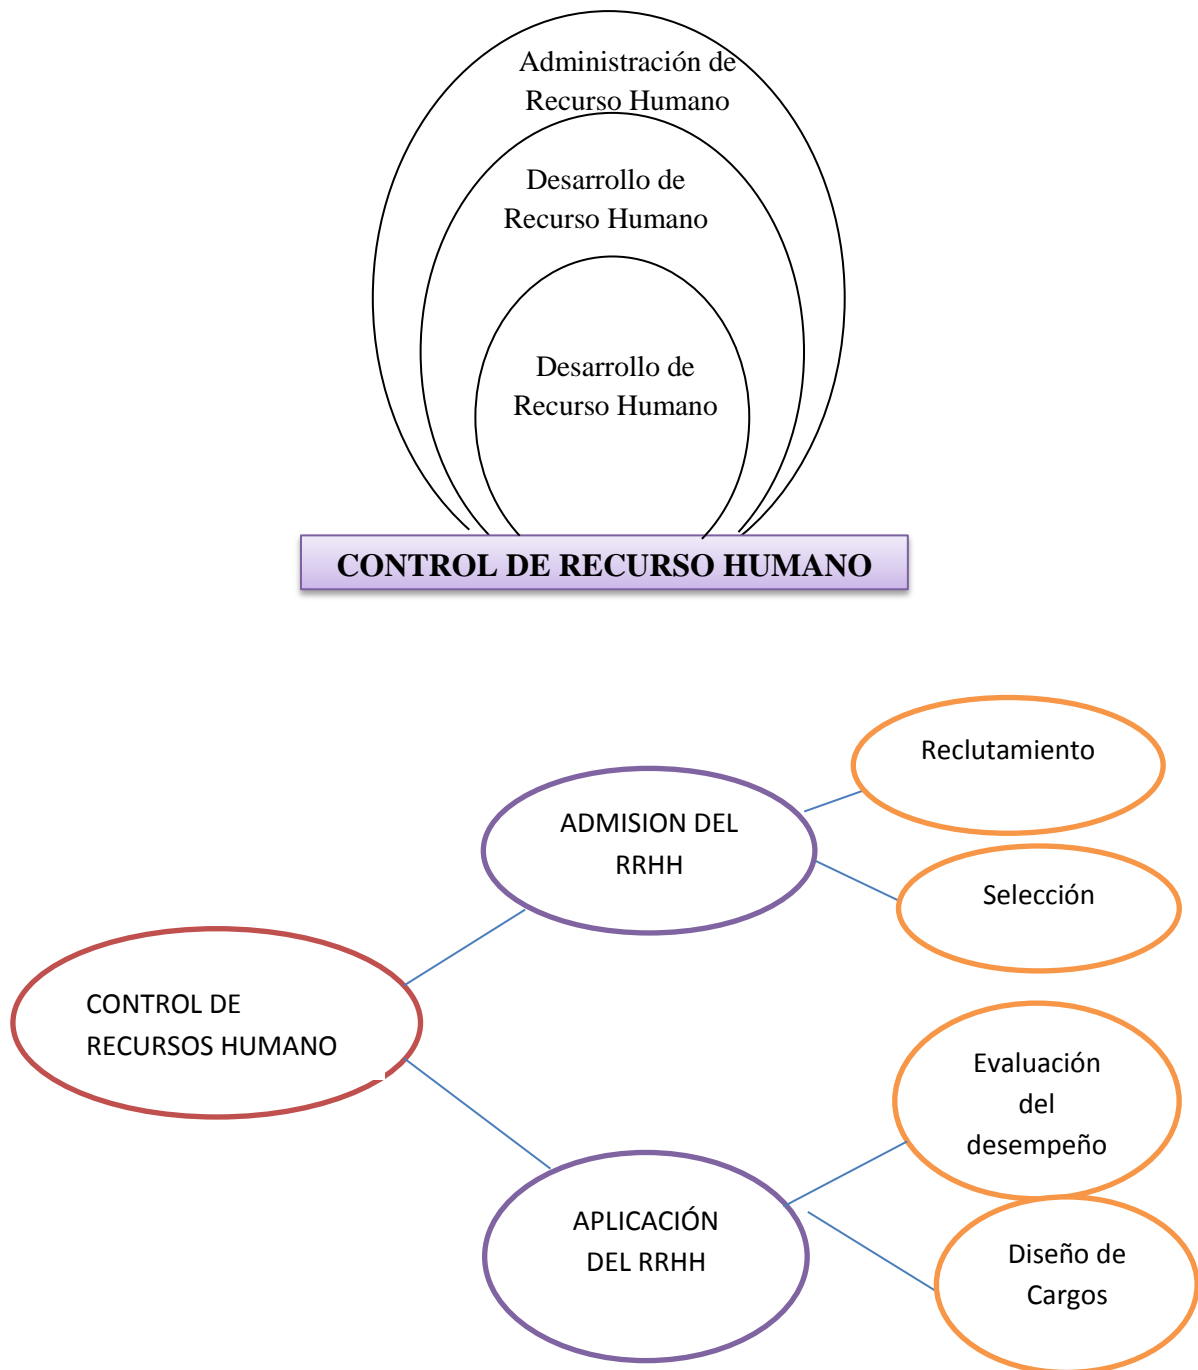 Administración de
Recurso Humano
Desarrollo de
Recurso Humano
Desarrollo de
Recurso Humano
CONTROL DE RECURSO HUMANO
Reclutamiento
ADMISION DEL
RRHH
Selección
CONTROL DE
RECURSOS HUMANO
Evaluación
del
desempeño
APLICACIÓN
DEL RRHH
Diseño de
Cargos